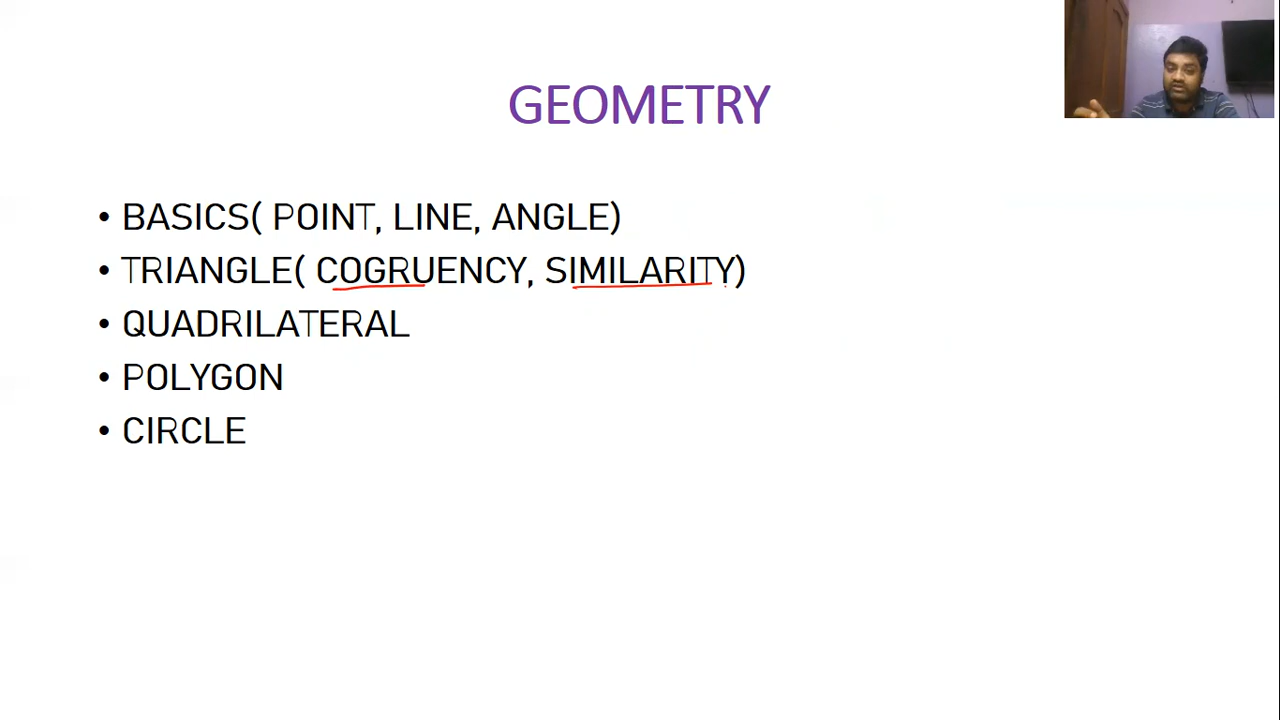 GEOMETRY
• BASICS( POINT, LINE, ANGLE)
• TRIANGLE( COGRUENCY, SIMILARITY)
• QUADRILATERAL
• POLYGON
• CIRCLE